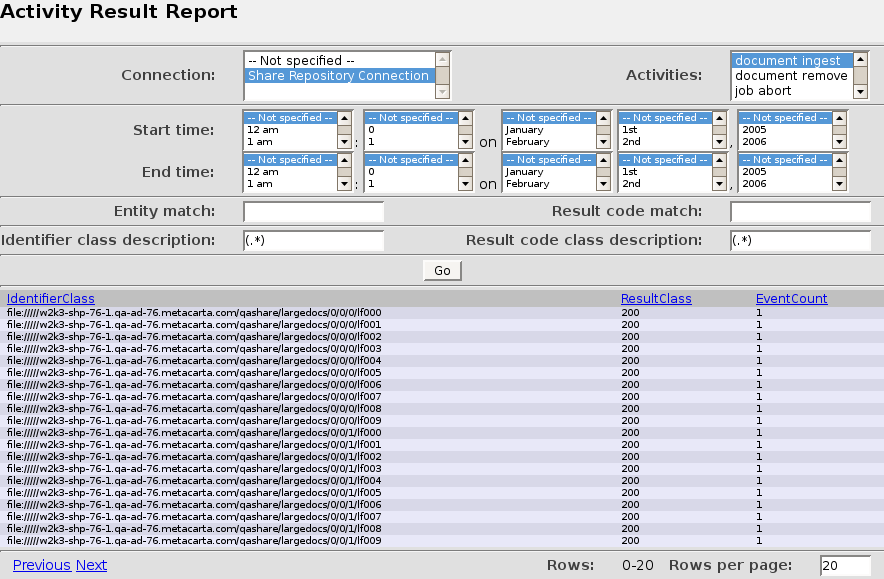 Activity Result Report
Connection: -- Not specified -- Activities: document ingest
Share Repository Connection document remove
job abort
Start time: -- Not specified -- -- Not specified -- -- Not specified -- -- Not specified -- -- Not specified --
12 am 0 January 1st 2005
1 am : 1 on February 2nd , 2006
End time: -- Not specified -- -- Not specified -- -- Not specified -- -- Not specified -- -- Not specified --
12 am 0 January 1st 2005
1 am : 1 on February 2nd , 2006
Entity match: Result code match:
Identifier class description: (.*) Result code class description: (.*)
Go
IdentifierClass ResultClass EventCount
file://///w2k3-shp-76-1.qa-ad-76.metacarta.com/qashare/largedocs/0/0/0/lf000 200 1
file://///w2k3-shp-76-1.qa-ad-76.metacarta.com/qashare/largedocs/0/0/0/lf001 200 1
file://///w2k3-shp-76-1.qa-ad-76.metacarta.com/qashare/largedocs/0/0/0/lf002 200 1
file://///w2k3-shp-76-1.qa-ad-76.metacarta.com/qashare/largedocs/0/0/0/lf003 200 1
file://///w2k3-shp-76-1.qa-ad-76.metacarta.com/qashare/largedocs/0/0/0/lf004 200 1
file://///w2k3-shp-76-1.qa-ad-76.metacarta.com/qashare/largedocs/0/0/0/lf005 200 1
file://///w2k3-shp-76-1.qa-ad-76.metacarta.com/qashare/largedocs/0/0/0/lf006 200 1
file://///w2k3-shp-76-1.qa-ad-76.metacarta.com/qashare/largedocs/0/0/0/lf007 200 1
file://///w2k3-shp-76-1.qa-ad-76.metacarta.com/qashare/largedocs/0/0/0/lf008 200 1
file://///w2k3-shp-76-1.qa-ad-76.metacarta.com/qashare/largedocs/0/0/0/lf009 200 1
file://///w2k3-shp-76-1.qa-ad-76.metacarta.com/qashare/largedocs/0/0/1/lf000 200 1
file://///w2k3-shp-76-1.qa-ad-76.metacarta.com/qashare/largedocs/0/0/1/lf001 200 1
file://///w2k3-shp-76-1.qa-ad-76.metacarta.com/qashare/largedocs/0/0/1/lf002 200 1
file://///w2k3-shp-76-1.qa-ad-76.metacarta.com/qashare/largedocs/0/0/1/lf003 200 1
file://///w2k3-shp-76-1.qa-ad-76.metacarta.com/qashare/largedocs/0/0/1/lf004 200 1
file://///w2k3-shp-76-1.qa-ad-76.metacarta.com/qashare/largedocs/0/0/1/lf005 200 1
file://///w2k3-shp-76-1.qa-ad-76.metacarta.com/qashare/largedocs/0/0/1/lf006 200 1
file://///w2k3-shp-76-1.qa-ad-76.metacarta.com/qashare/largedocs/0/0/1/lf007 200 1
file://///w2k3-shp-76-1.qa-ad-76.metacarta.com/qashare/largedocs/0/0/1/lf008 200 1
file://///w2k3-shp-76-1.qa-ad-76.metacarta.com/qashare/largedocs/0/0/1/lf009 200 1
Previous Next Rows: 0-20 Rows per page: 20